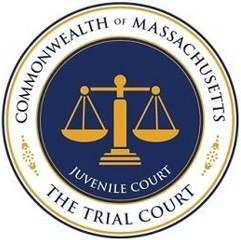 COMMONWEALTH OF MASSACHUSETTS
JUVENILE COURT
THE TRIAL COURT